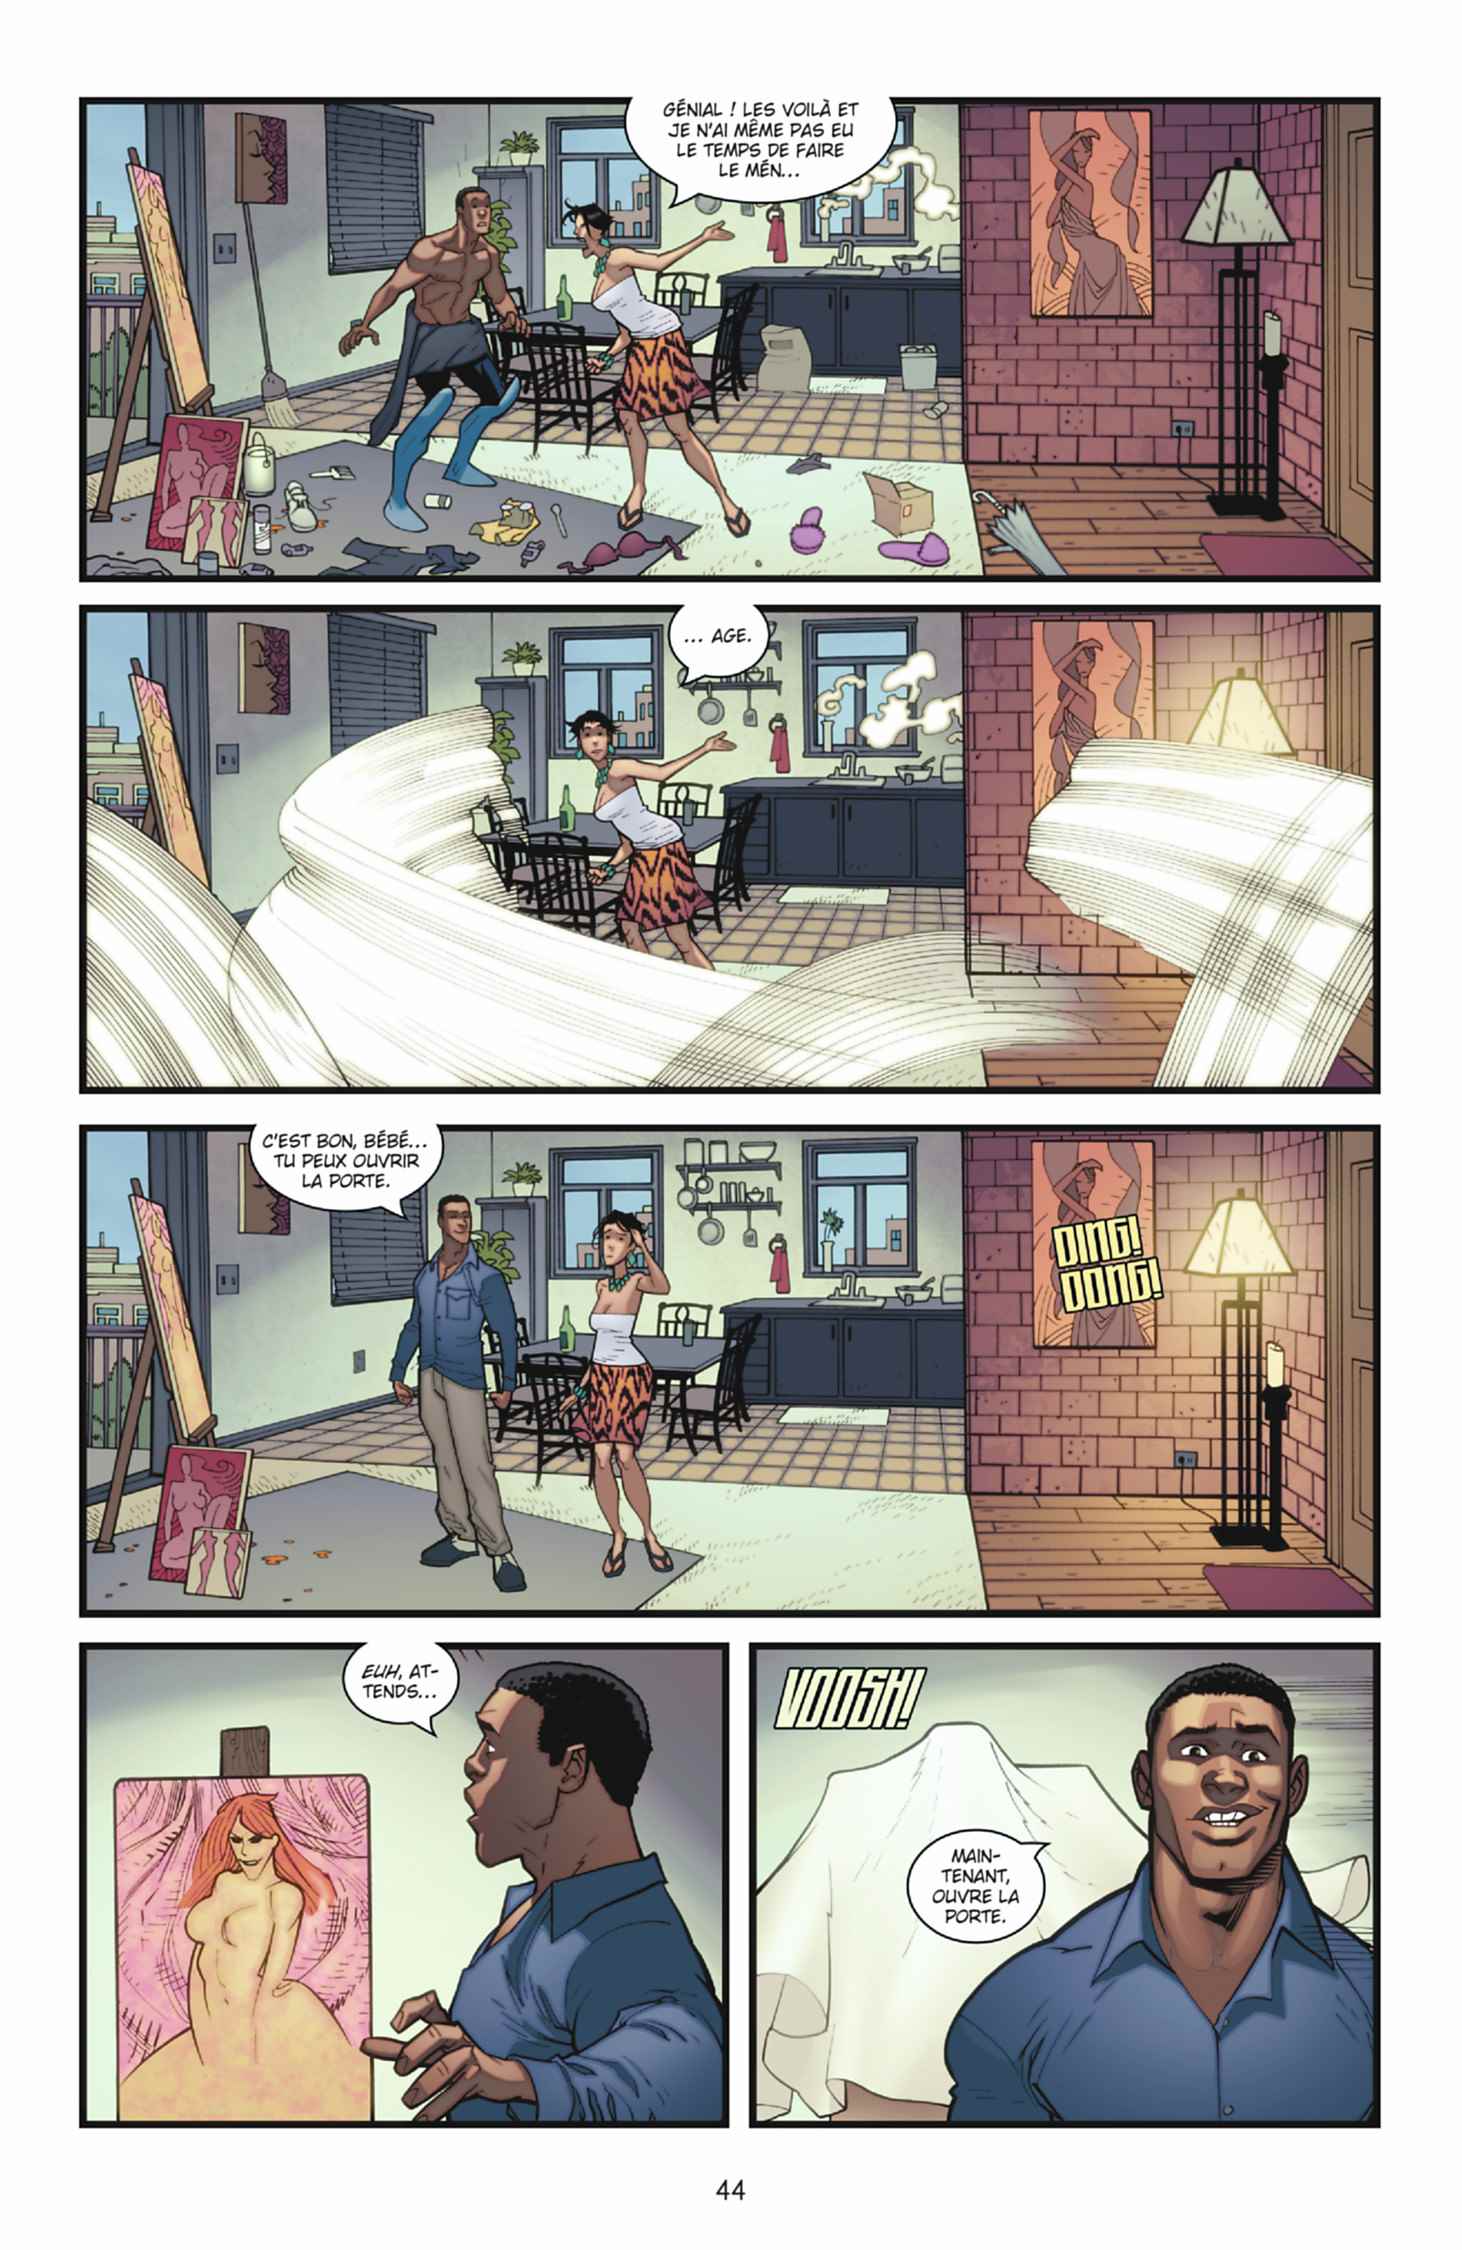 GÉNIAL ! LES VOILÀ ET
JE N'AI MÊME PAS EU
LE TEMPS DE FAIRE
LE MÉN...
... AGE.
C'EST BON, BÉBÉ...
TU PEUX OUVRIR
LA PORTE.
DING!
DONG!
EUH, AT-
TENDS...
VOOSH!
MAIN-
TENANT,
OUVRE LA
PORTE.
44